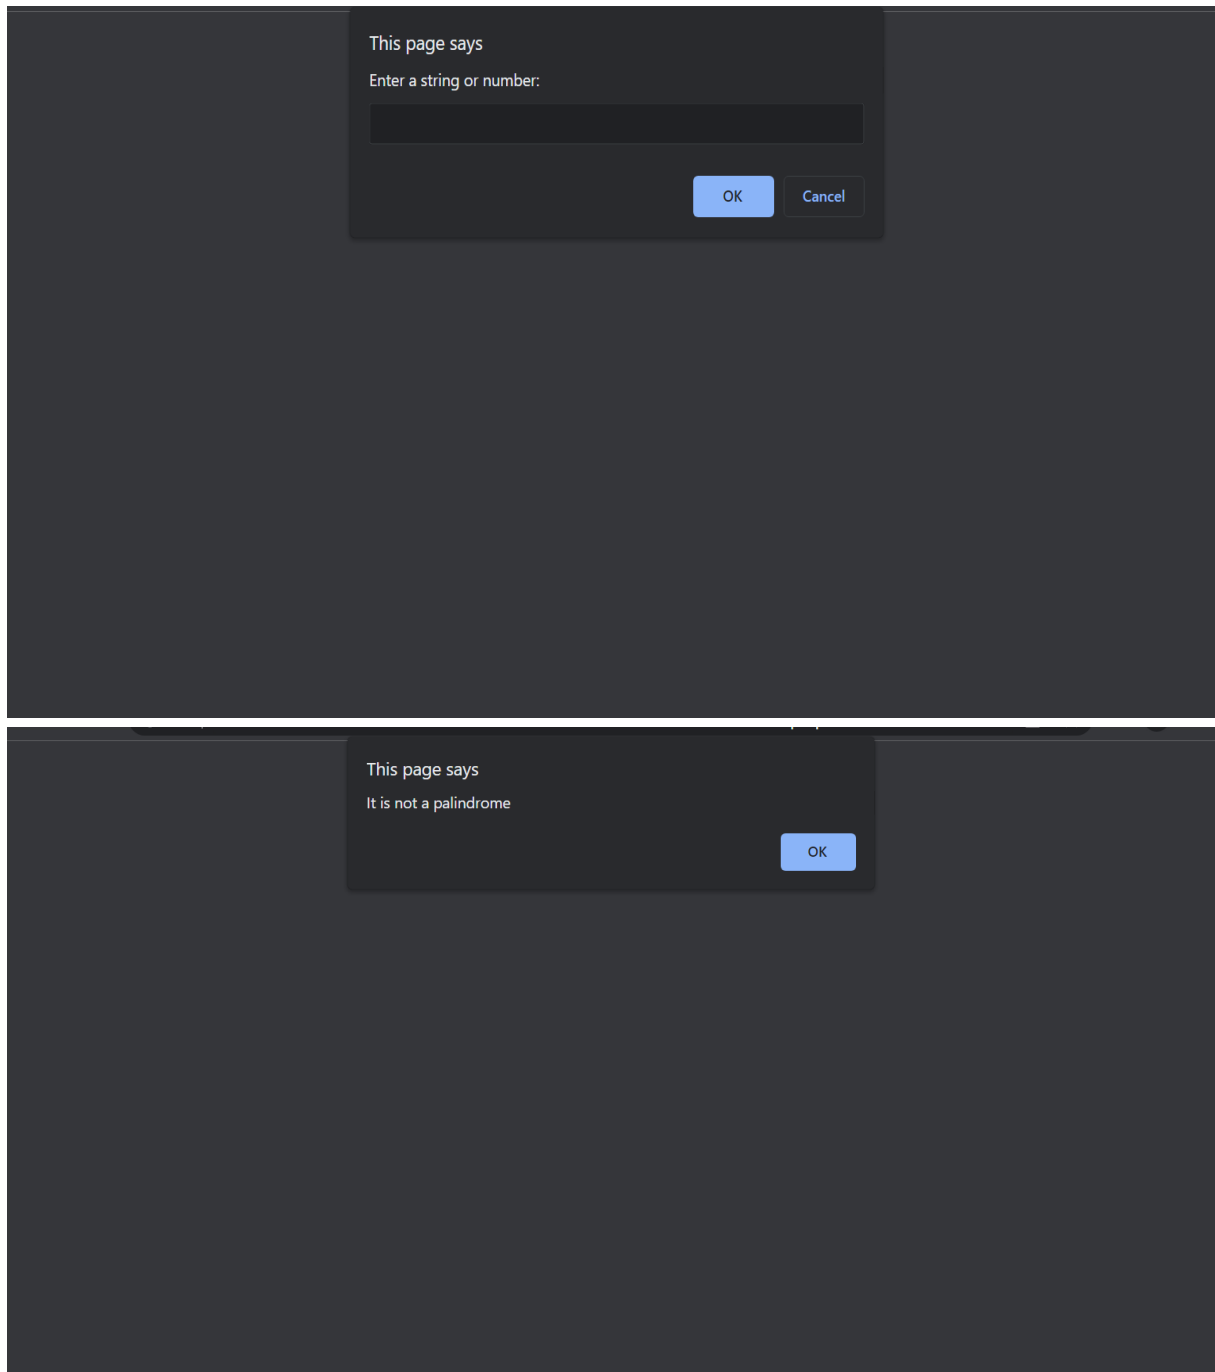 This page says
Enter a string or number:
OK Cancel
This page says
It is not a palindrome
OK